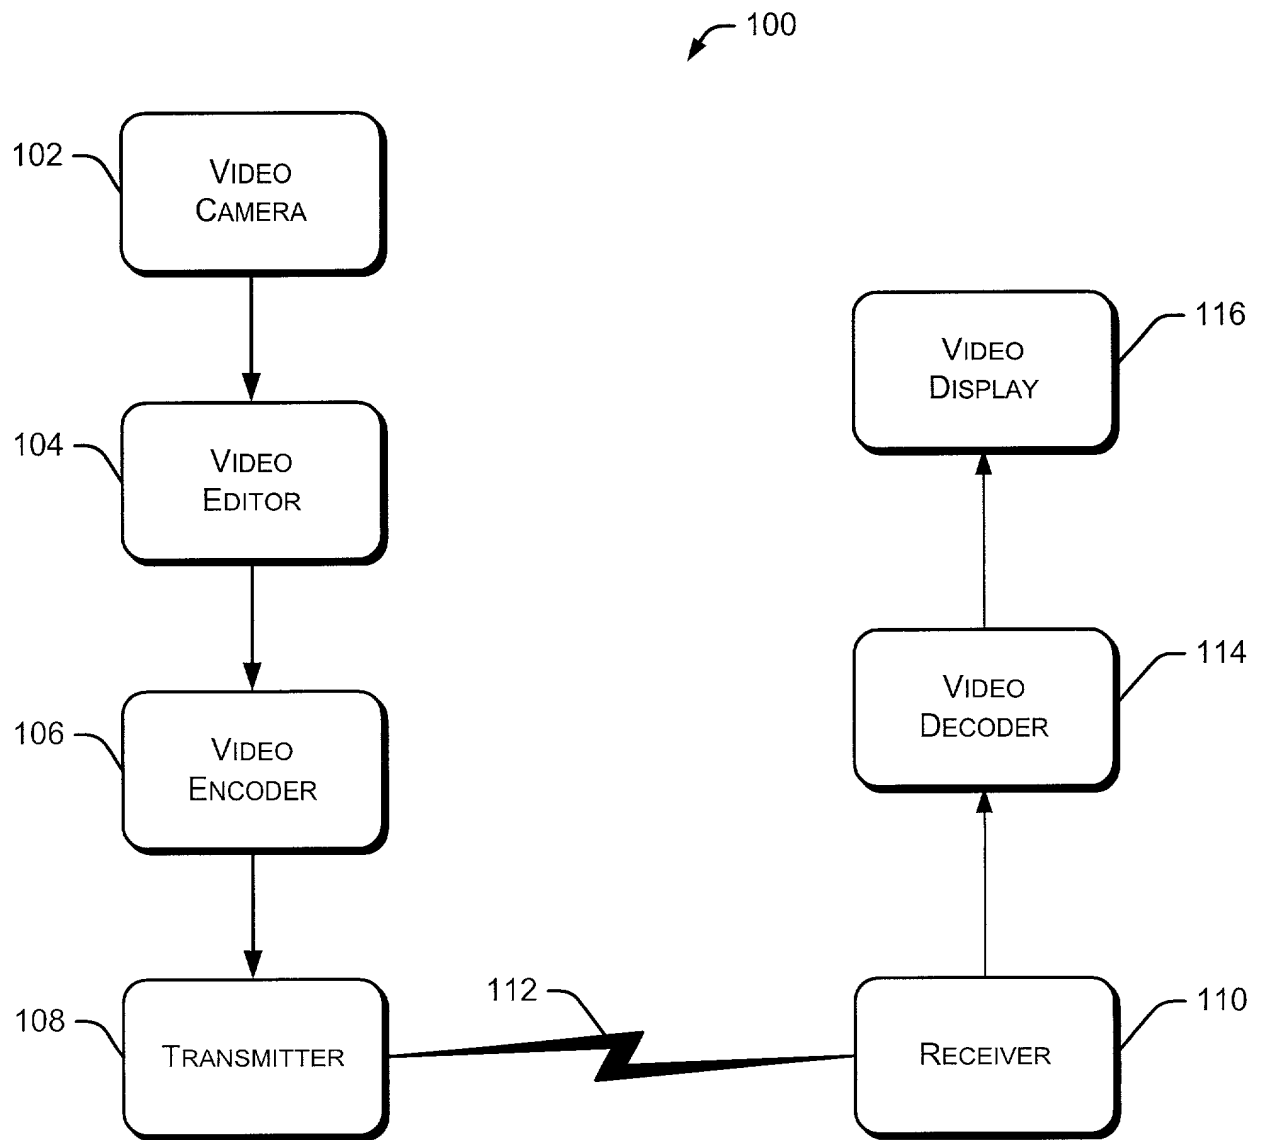 100
102
VIDEO
CAMERA
116
VIDEO
DISPLAY
104
VIDEO
EDITOR
114
VIDEO
DECODER
106
VIDEO
ENCODER
112
108
TRANSMITTER
110
RECEIVER